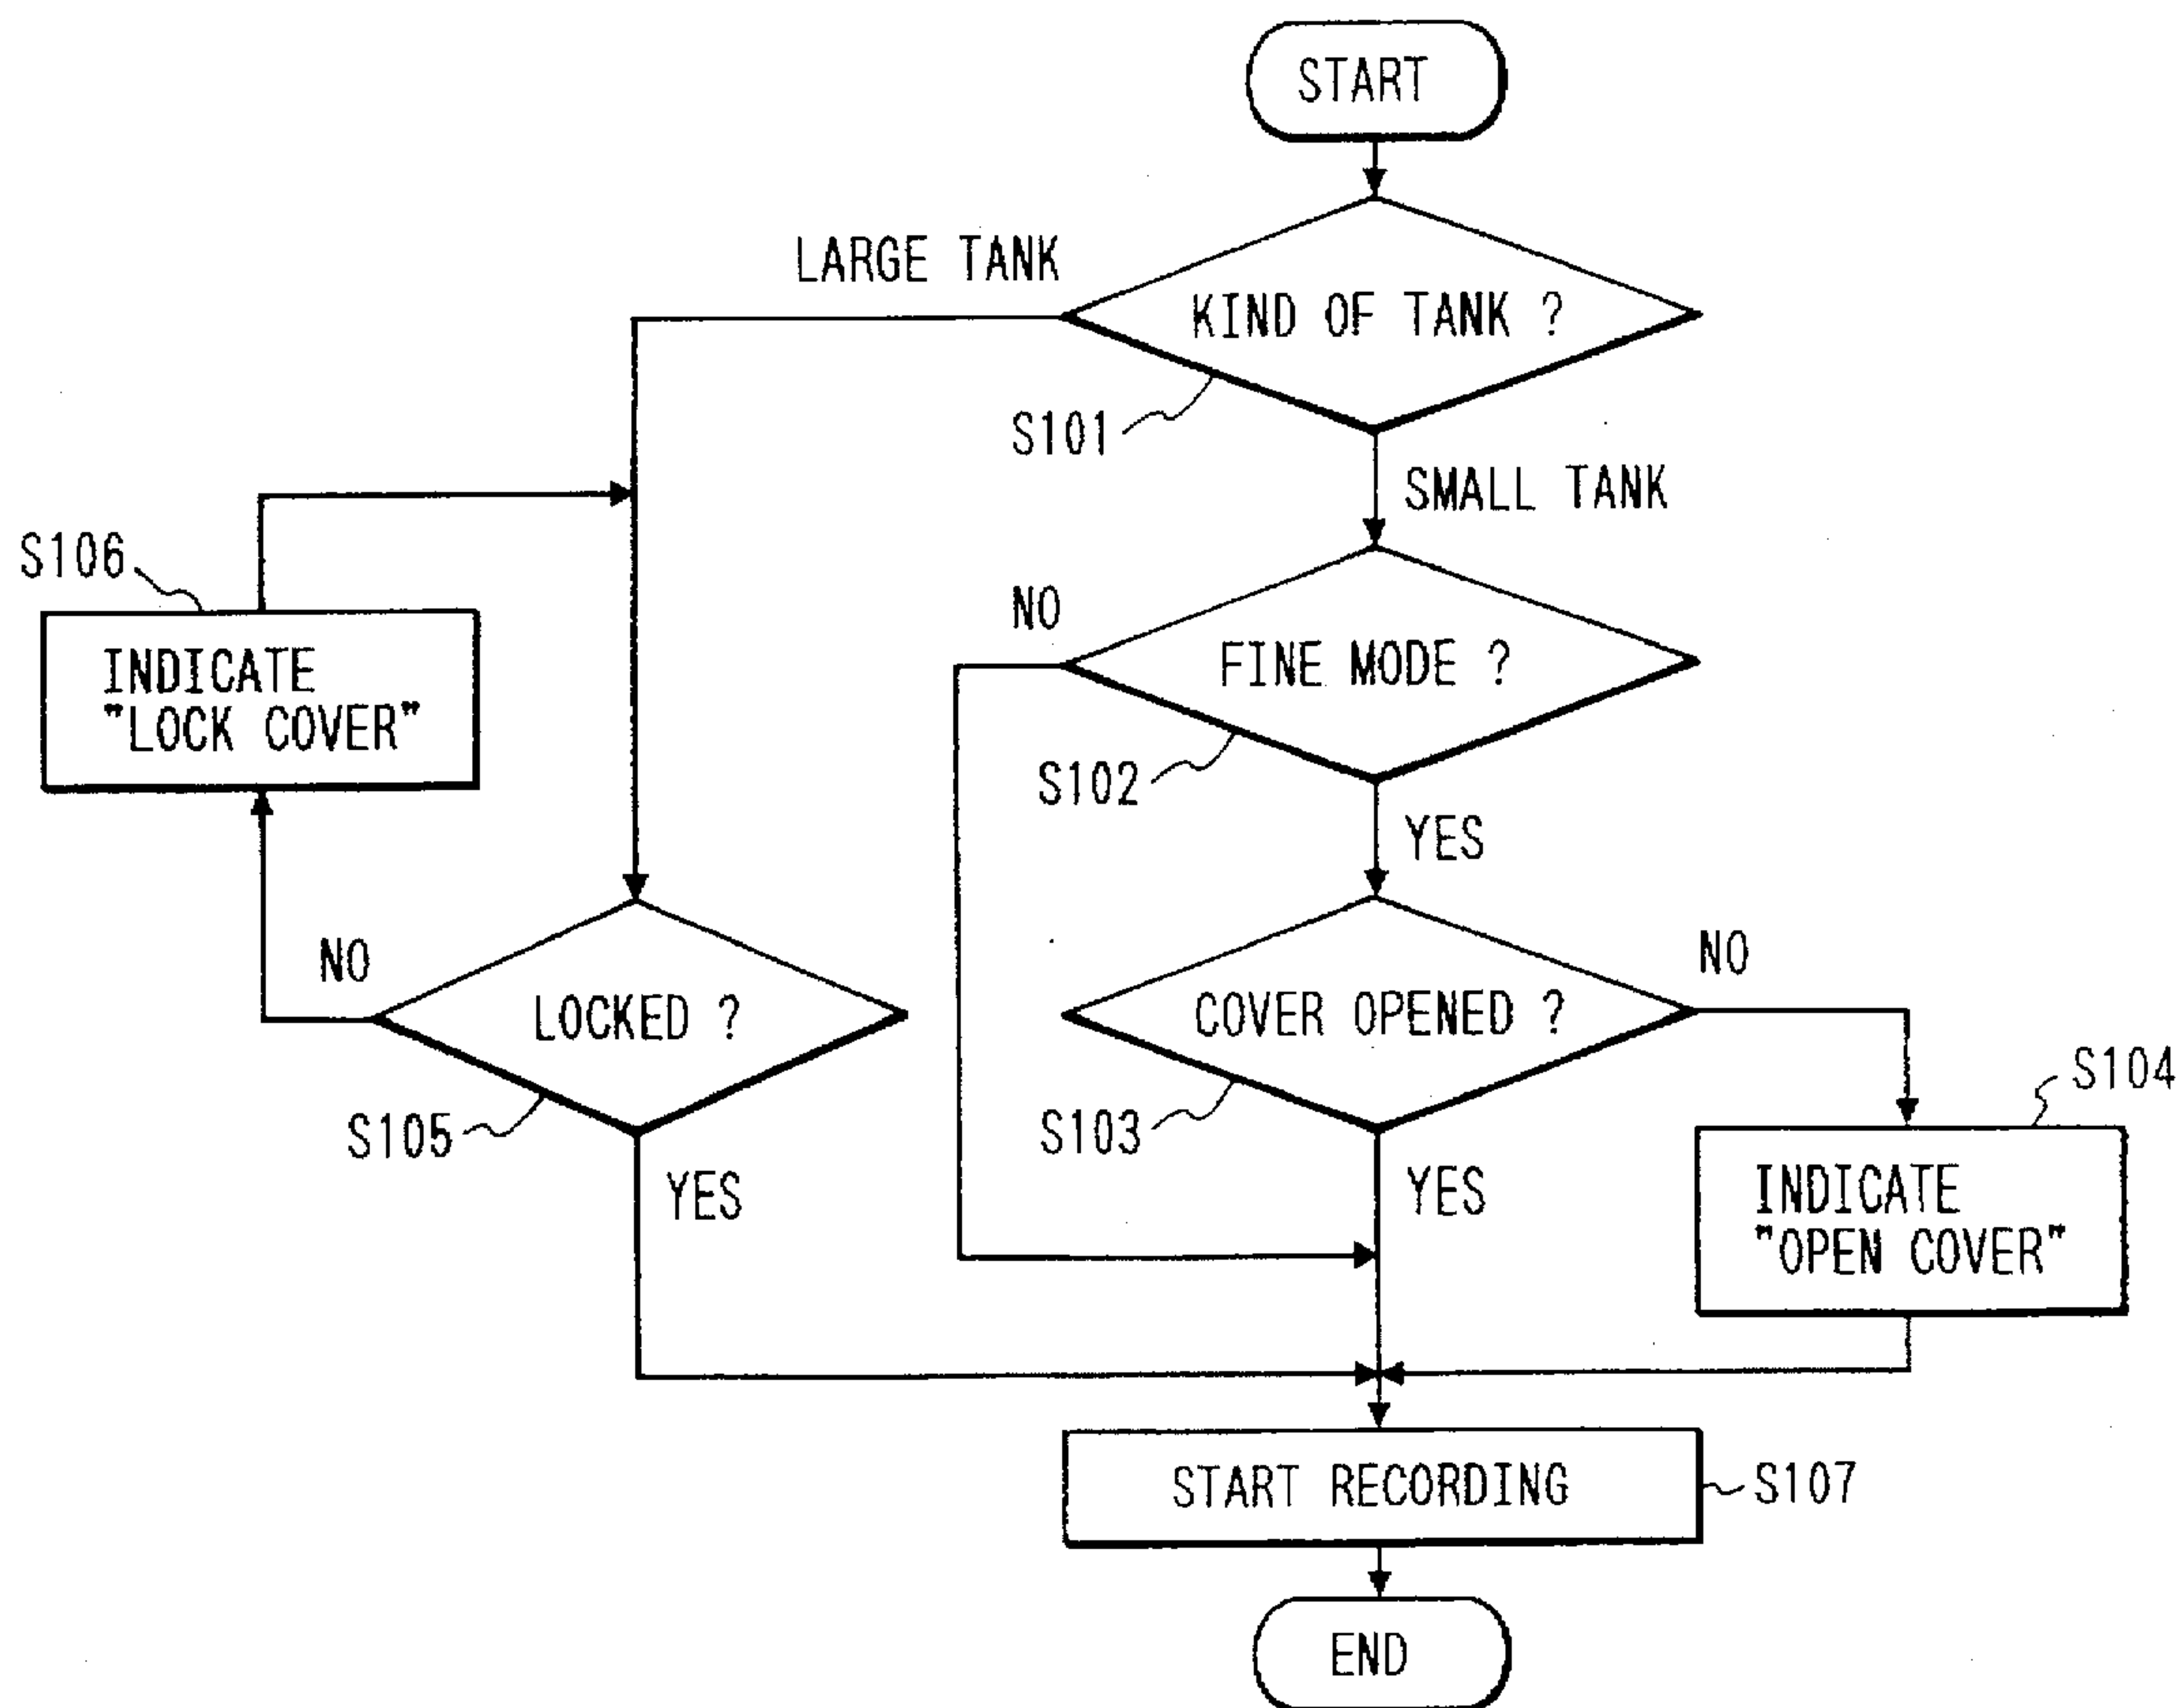 START
LARGE TANK
KIND OF TANK ?
S101
SMALL TANK
S106
NO
INDICATE
"LOCK COVER"
FINE MODE ?
S102
YES
NO
LOCKED ?
S105
YES
COVER OPENED ?
NO
S103
YES
S104
INDICATE
"OPEN COVER"
START RECORDING
S107
END